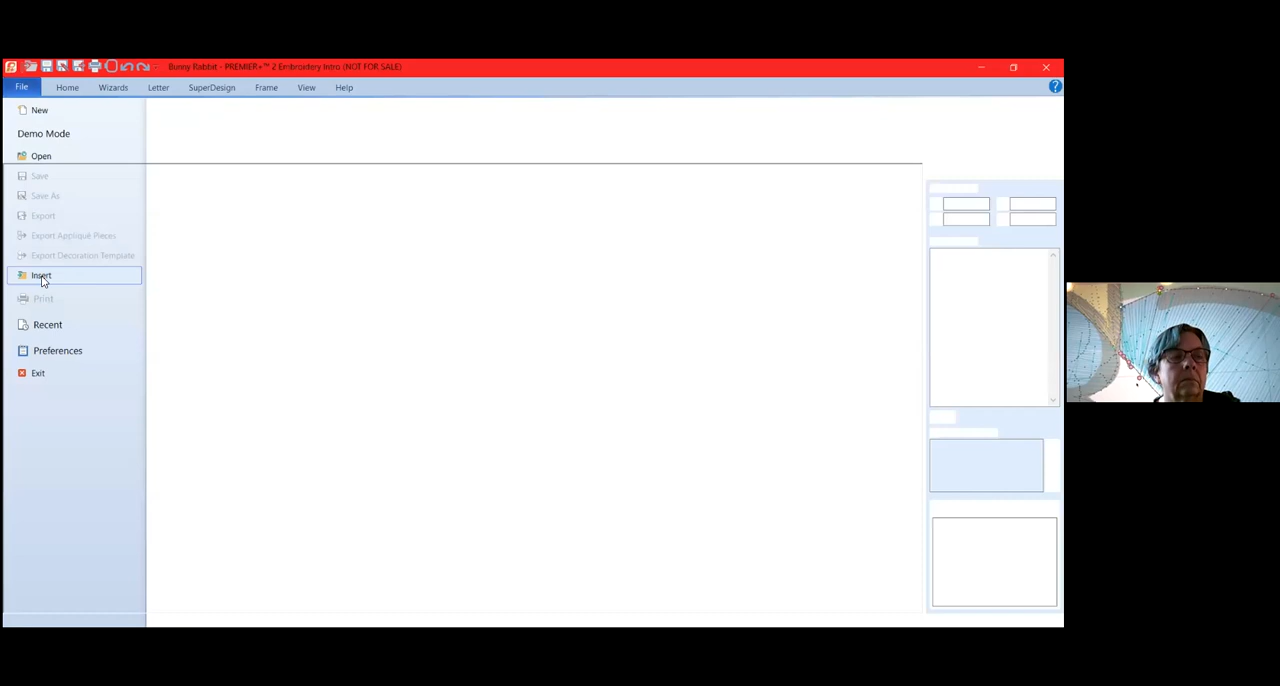 Bunny Rabbit - PREMIER+™ 2 Embroidery Intro (NOT FOR SALE)
File Home Wizards Letter SuperDesign Frame View Help
New
Demo Mode
Open
Save
Save As
Export
Export Appliqué Pieces
Export Decoration Template
Insert
Print
Recent
Preferences
Exit